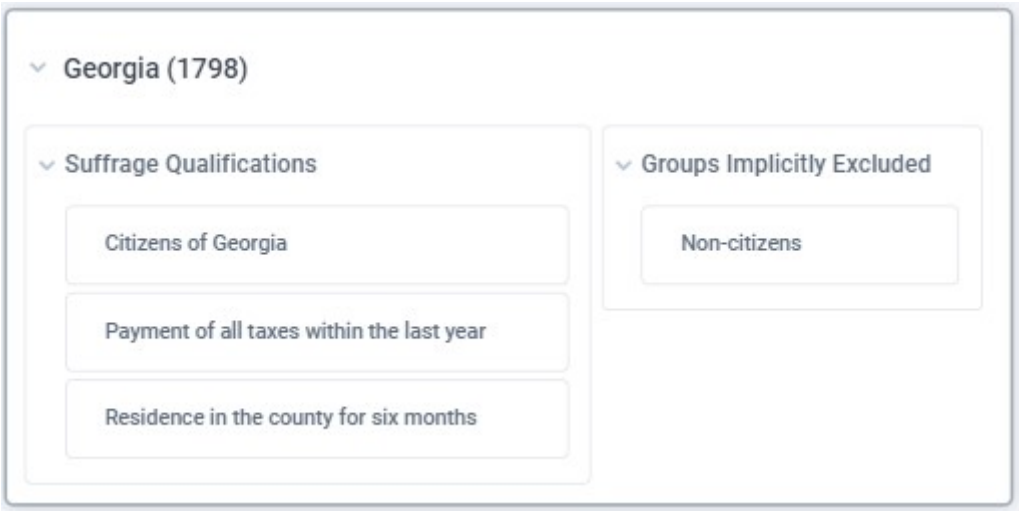 Georgia (1798)
Suffrage Qualifications
Citizens of Georgia
Payment of all taxes within the last year
Residence in the county for six months
Groups Implicitly Excluded
Non-citizens